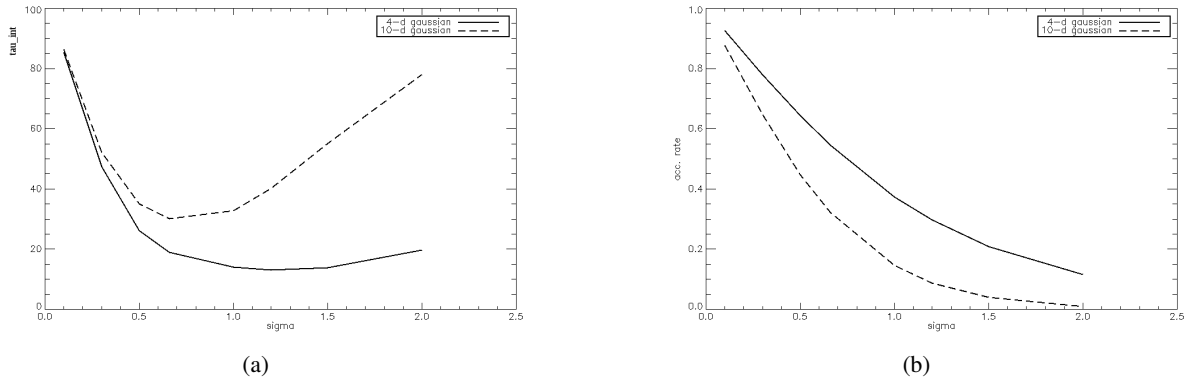 100
80
60
40
20
0
tau_int
4-d gaussian
10-d gaussian
0.0 0.5 1.0 1.5 2.0 2.5
sigma
(a)
1.0
0.8
0.6
0.4
0.2
0.0
acc. rate
4-d gaussian
10-d gaussian
0.0 0.5 1.0 1.5 2.0 2.5
sigma
(b)